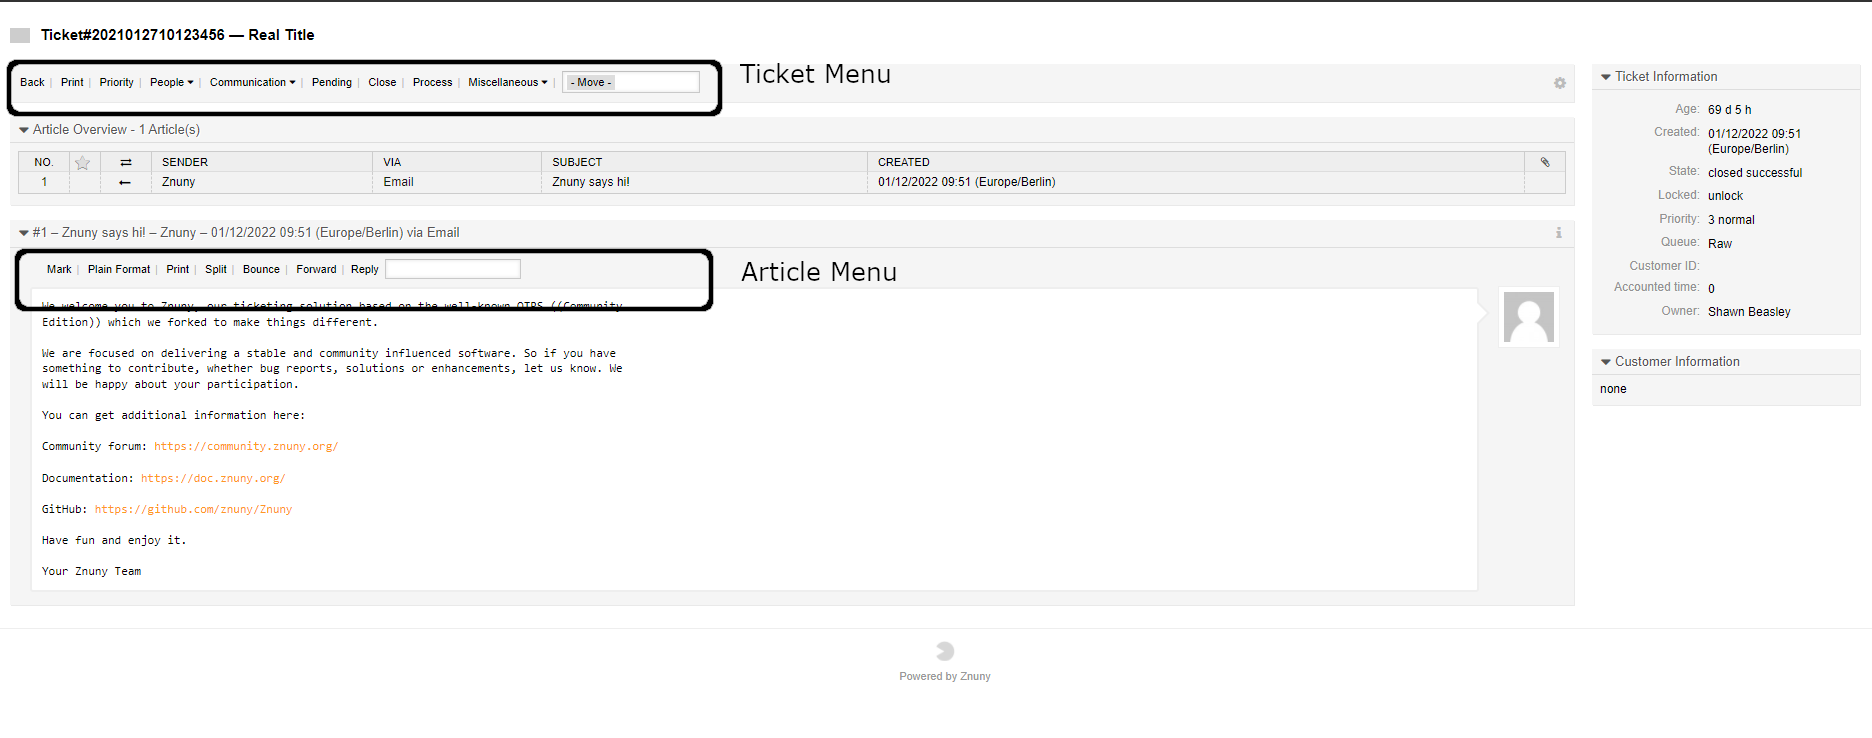 Ticket#2021012710123456 — Real Title
Back Print Priority People Communication Pending Close Process Miscellaneous - Move -
Ticket Menu
Article Overview - 1 Article(s)
NO. SENDER VIA SUBJECT CREATED
1 Znuny Email Znuny says hi! 01/12/2022 09:51 (Europe/Berlin)
#1 – Znuny says hi! – Znuny – 01/12/2022 09:51 (Europe/Berlin) via Email
Mark Plain Format Print Split Bounce Forward Reply
Article Menu
We welcome you to Znuny, our ticketing solution based on the well-known OTRS ((Community
Edition)) which we forked to make things different.
We are focused on delivering a stable and community influenced software. So if you have
something to contribute, whether bug reports, solutions or enhancements, let us know. We
will be happy about your participation.
You can get additional information here:
Community forum: https://community.znuny.org/
Documentation: https://doc.znuny.org/
GitHub: https://github.com/znuny/Znuny
Have fun and enjoy it.
Your Znuny Team
Ticket Information
Age: 69 d 5 h
Created: 01/12/2022 09:51
(Europe/Berlin)
State: closed successful
Locked: unlock
Priority: 3 normal
Queue: Raw
Customer ID:
Accounted time: 0
Owner: Shawn Beasley
Customer Information
none
Powered by Znuny